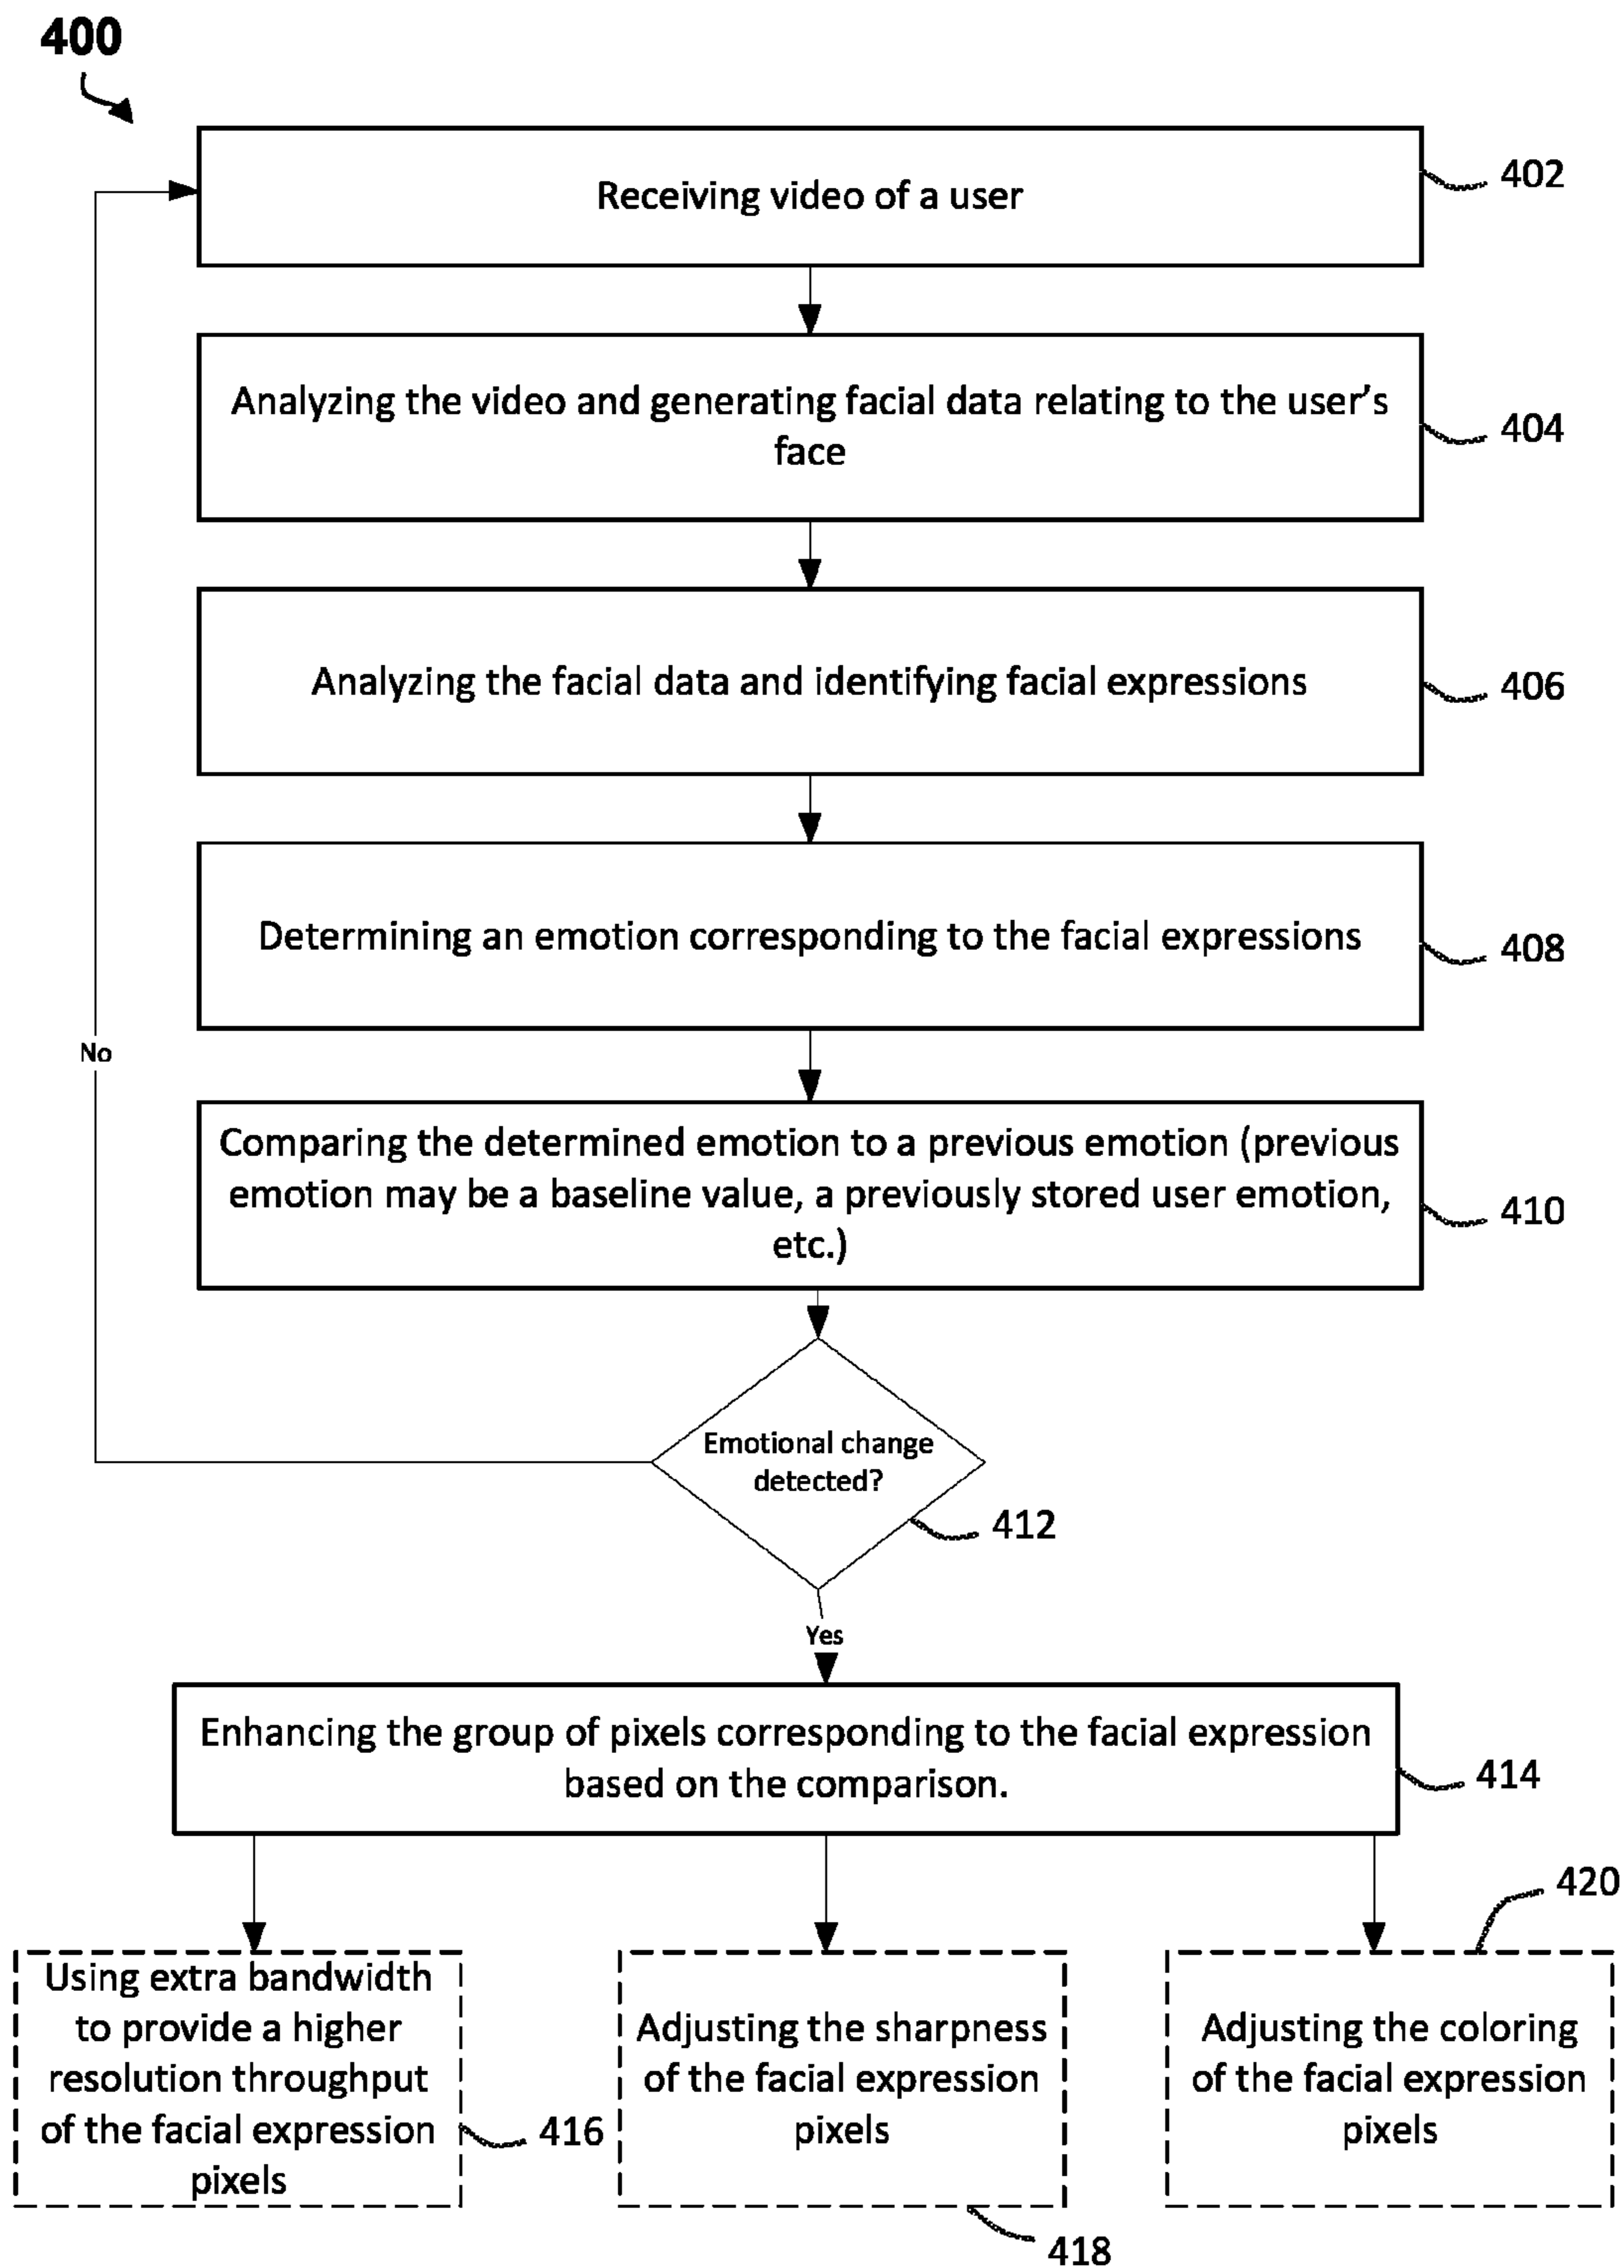 400
Receiving video of a user
402
Analyzing the video and generating facial data relating to the user's
face
404
Analyzing the facial data and identifying facial expressions
406
Determining an emotion corresponding to the facial expressions
408
No
Comparing the determined emotion to a previous emotion (previous
emotion may be a baseline value, a previously stored user emotion,
etc.)
410
Emotional change
detected?
412
Yes
Enhancing the group of pixels corresponding to the facial expression
based on the comparison.
414
Using extra bandwidth
to provide a higher
resolution throughput
of the facial expression
pixels
416
Adjusting the sharpness
of the facial expression
pixels
418
Adjusting the coloring
of the facial expression
pixels
420